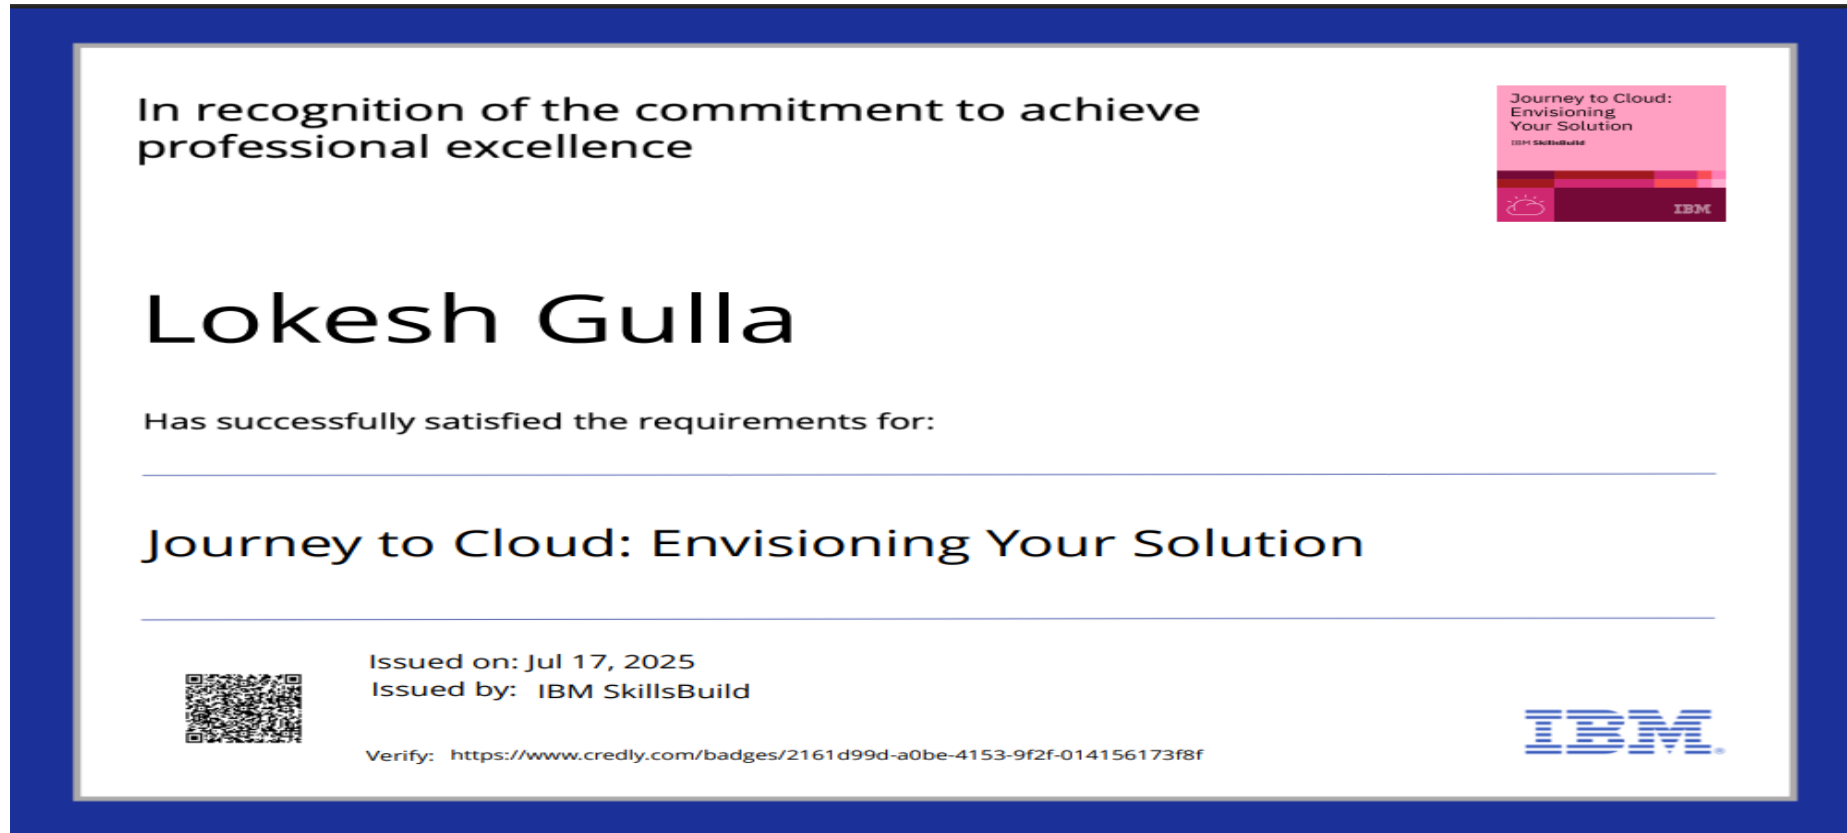 In recognition of the commitment to achieve
professional excellence
Journey to Cloud:
Envisioning
Your Solution
IBM SkillsBuild
IBM
Lokesh Gulla
Has successfully satisfied the requirements for:
Journey to Cloud: Envisioning Your Solution
Issued on: Jul 17, 2025
Issued by: IBM SkillsBuild
Verify: https://www.credly.com/badges/2161d99d-a0be-4153-9f2f-014156173f8f
IBM®